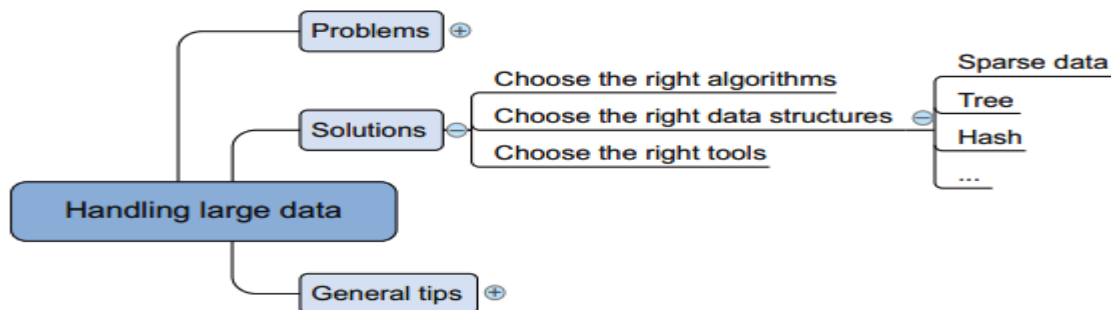 Problems
Sparse data
Choose the right algorithms
Tree
Solutions
Choose the right data structures
Hash
Choose the right tools
...
Handling large data
General tips